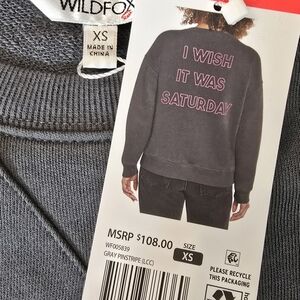 WILDFOX
XS
MADE IN
CHINA
I WISH
IT WAS
SATURDAY
MSRP $108.00
WF005839
GRAY PINSTRIPE (LCC)
SIZE
XS
PLEASE RECYCLE
THIS PACKAGING